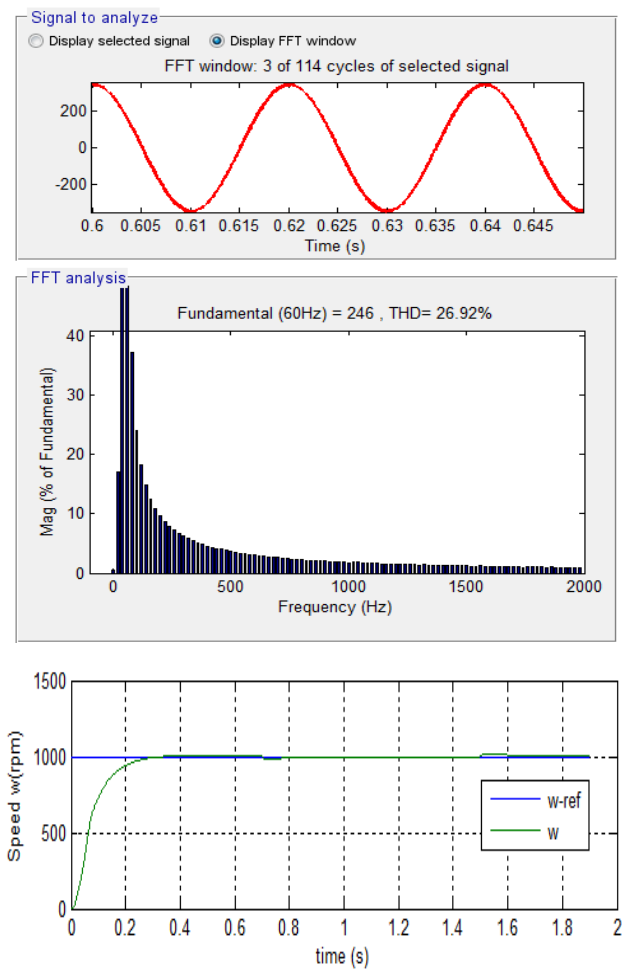 Signal to analyze
Display selected signal Display FFT window
FFT window: 3 of 114 cycles of selected signal
200
0
-200
0.6 0.605 0.61 0.615 0.62 0.625 0.63 0.635 0.64 0.645
Time (s)
FFT analysis
Fundamental (60Hz) = 246 , THD= 26.92%
Mag (% of Fundamental)
40
30
20
10
0
0 500 1000 1500 2000
Frequency (Hz)
Speed w(rpm)
1500
1000
500
0
w-ref
w
0 0.2 0.4 0.6 0.8 1 1.2 1.4 1.6 1.8 2
time (s)